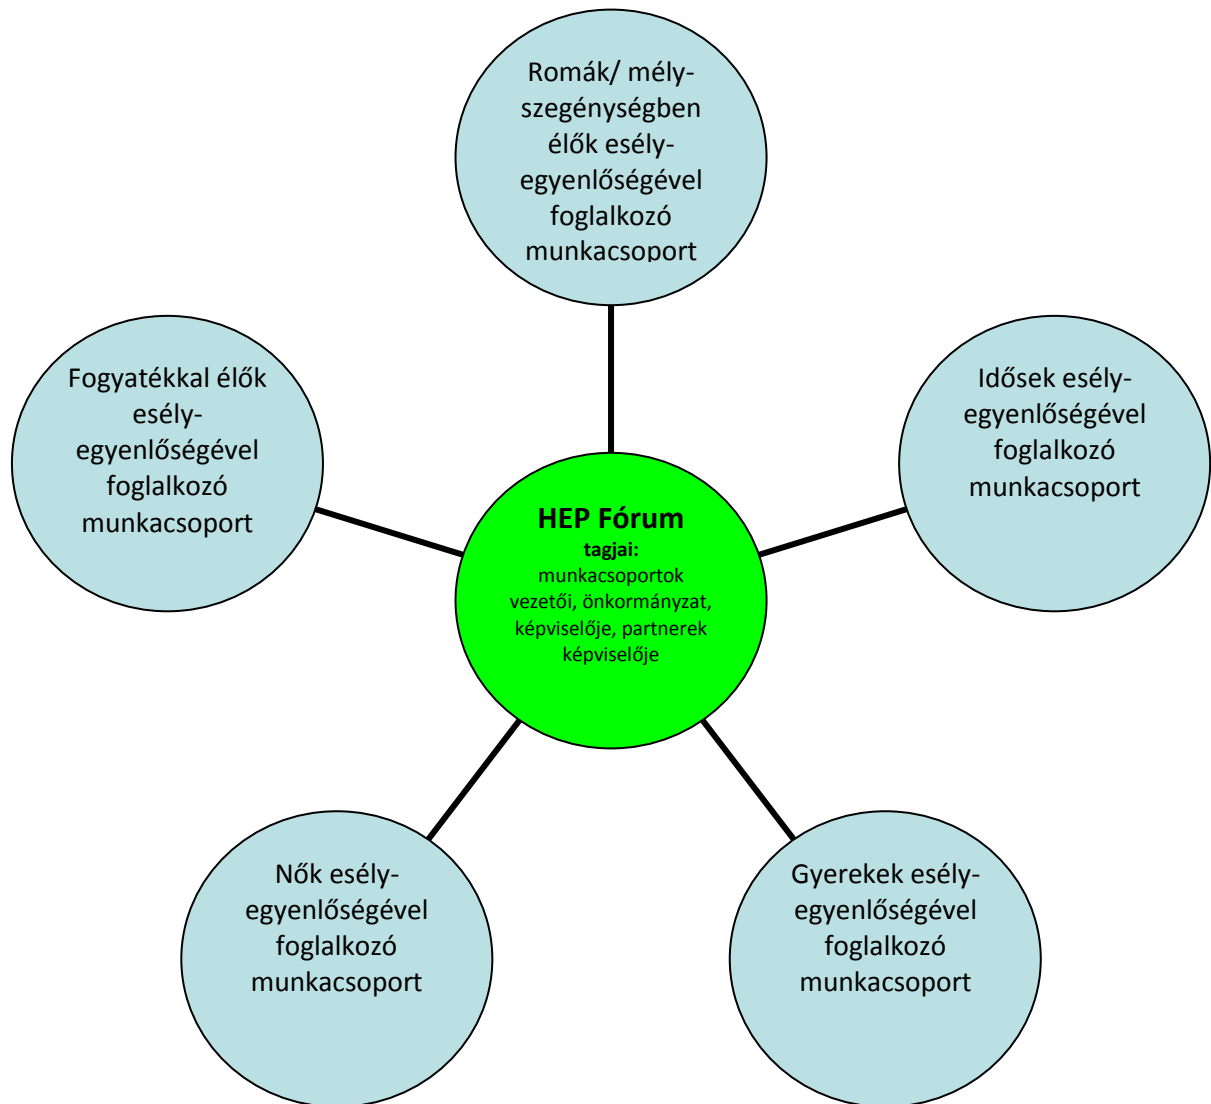 Romák/ mély-
szegénységben
élők esély-
egyenlőségével
foglalkozó
munkacsoport
Fogyatékkal élők
esély-
egyenlőségével
foglalkozó
munkacsoport
Idősek esély-
egyenlőségével
foglalkozó
munkacsoport
HEP Fórum
tagjai:
munkacsoportok
vezetői, önkormányzat,
képviselője, partnerek
képviselője
Nők esély-
egyenlőségével
foglalkozó
munkacsoport
Gyerekek esély-
egyenlőségével
foglalkozó
munkacsoport